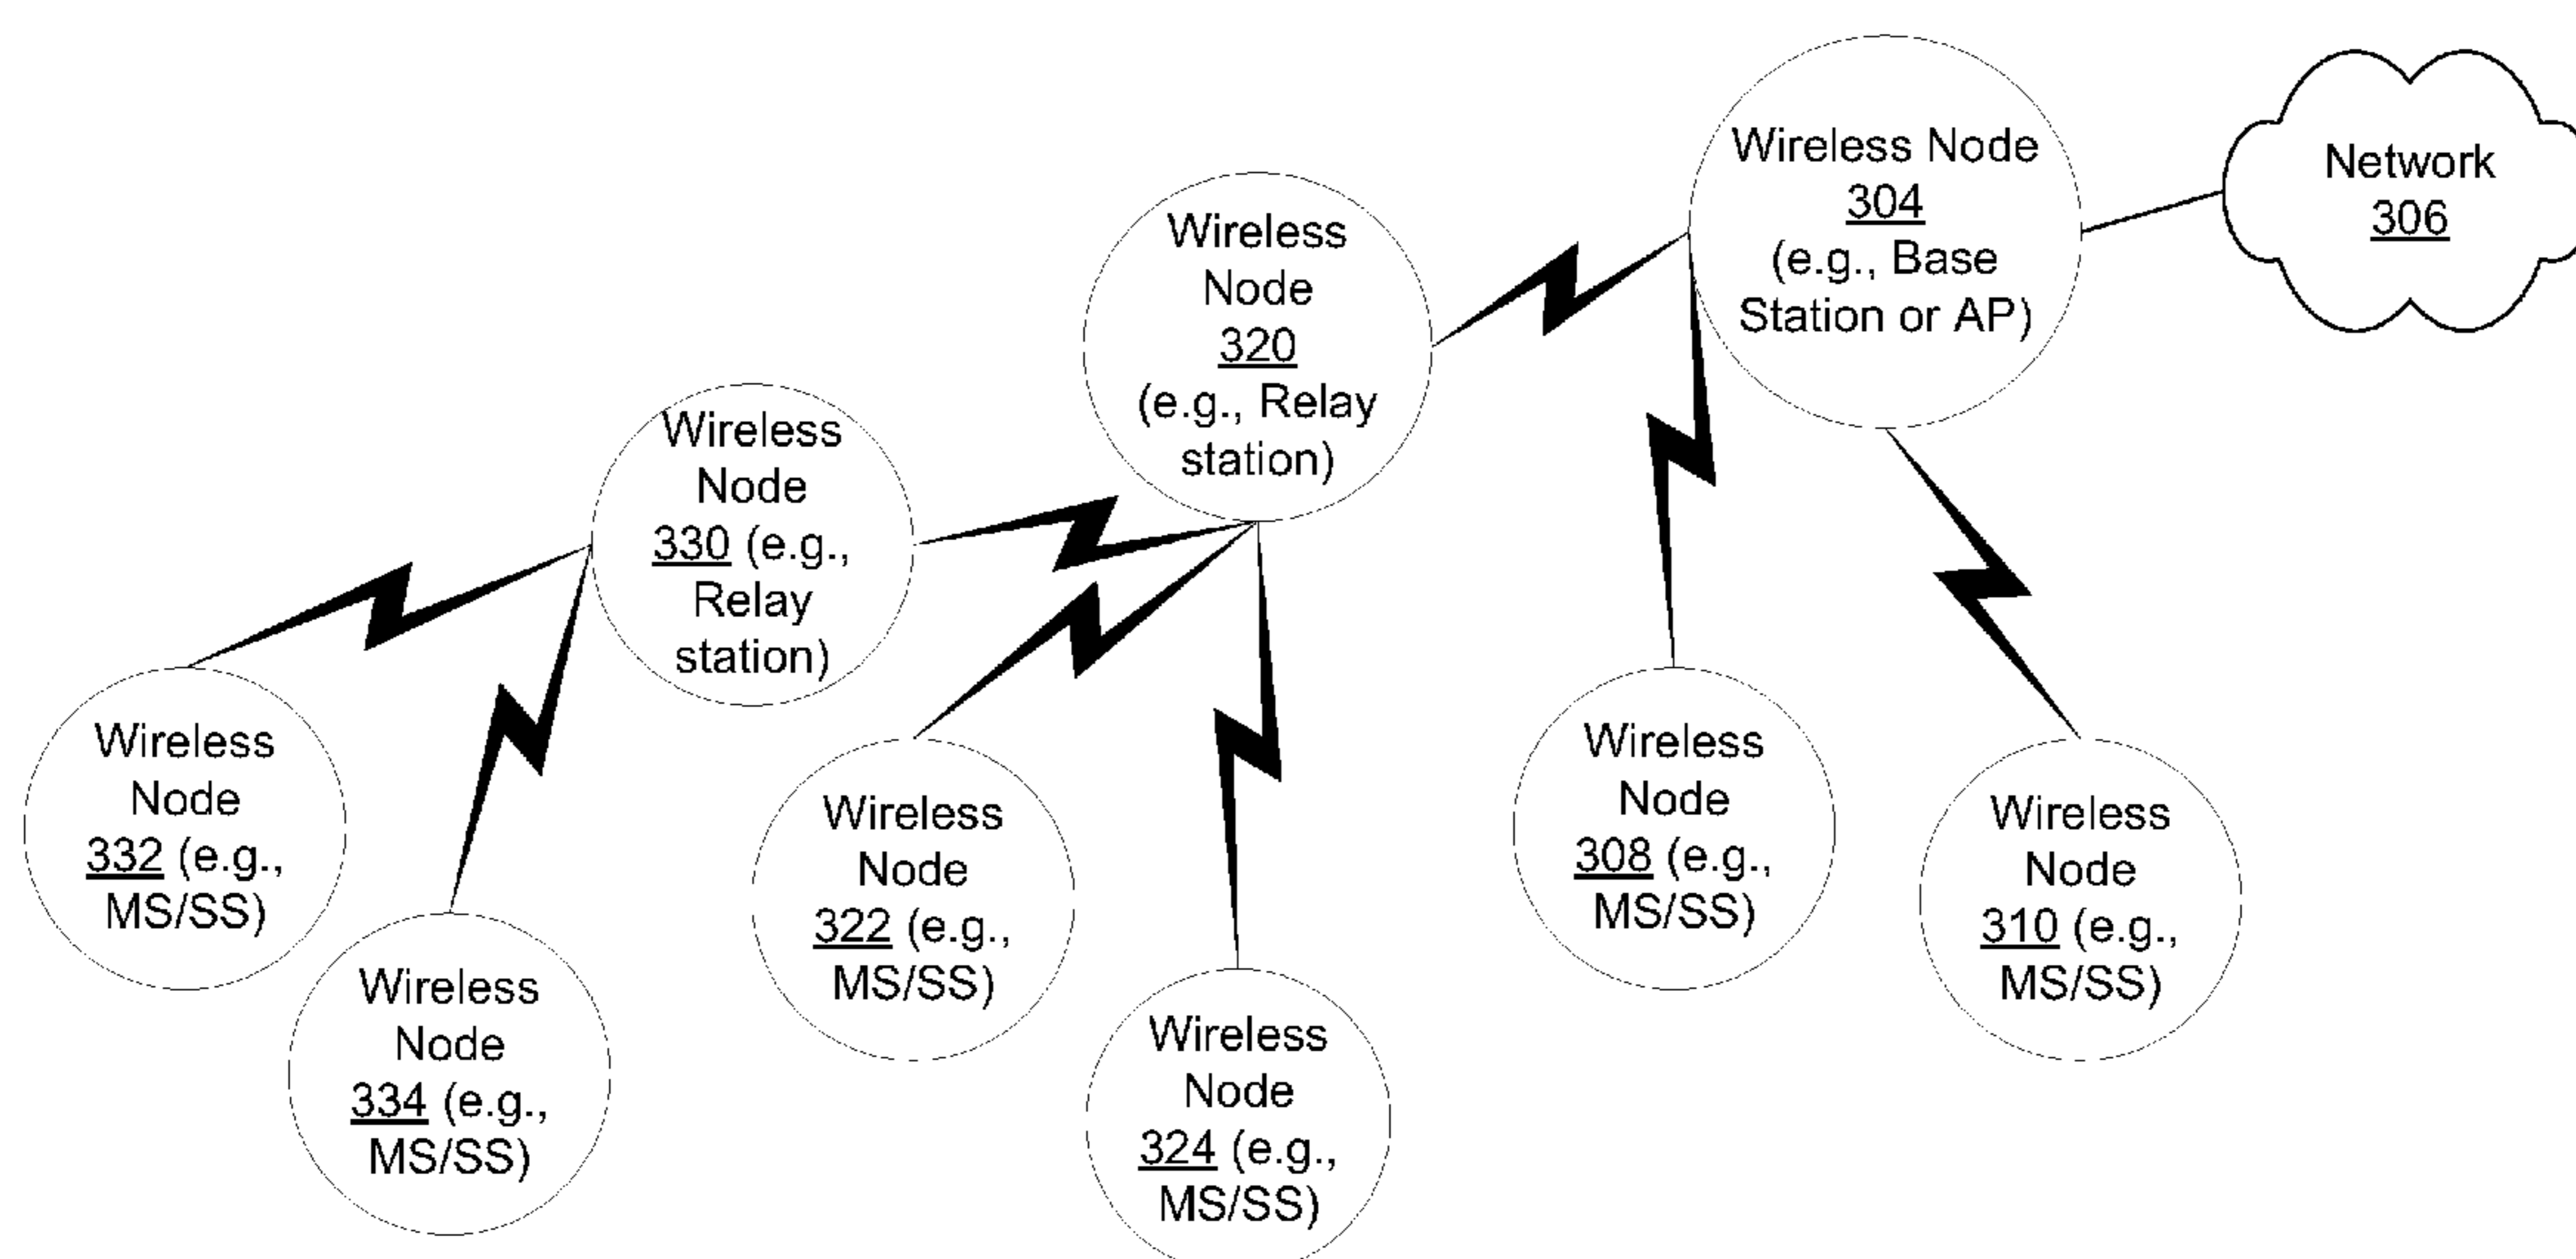 Wireless Node
304
(e.g., Base
Station or AP)
Network
306
Wireless
Node
320
(e.g., Relay
station)
Wireless
Node
330 (e.g.,
Relay
station)
Wireless
Node
332 (e.g.,
MS/SS)
Wireless
Node
334 (e.g.,
MS/SS)
Wireless
Node
322 (e.g.,
MS/SS)
Wireless
Node
324 (e.g.,
MS/SS)
Wireless
Node
308 (e.g.,
MS/SS)
Wireless
Node
310 (e.g.,
MS/SS)